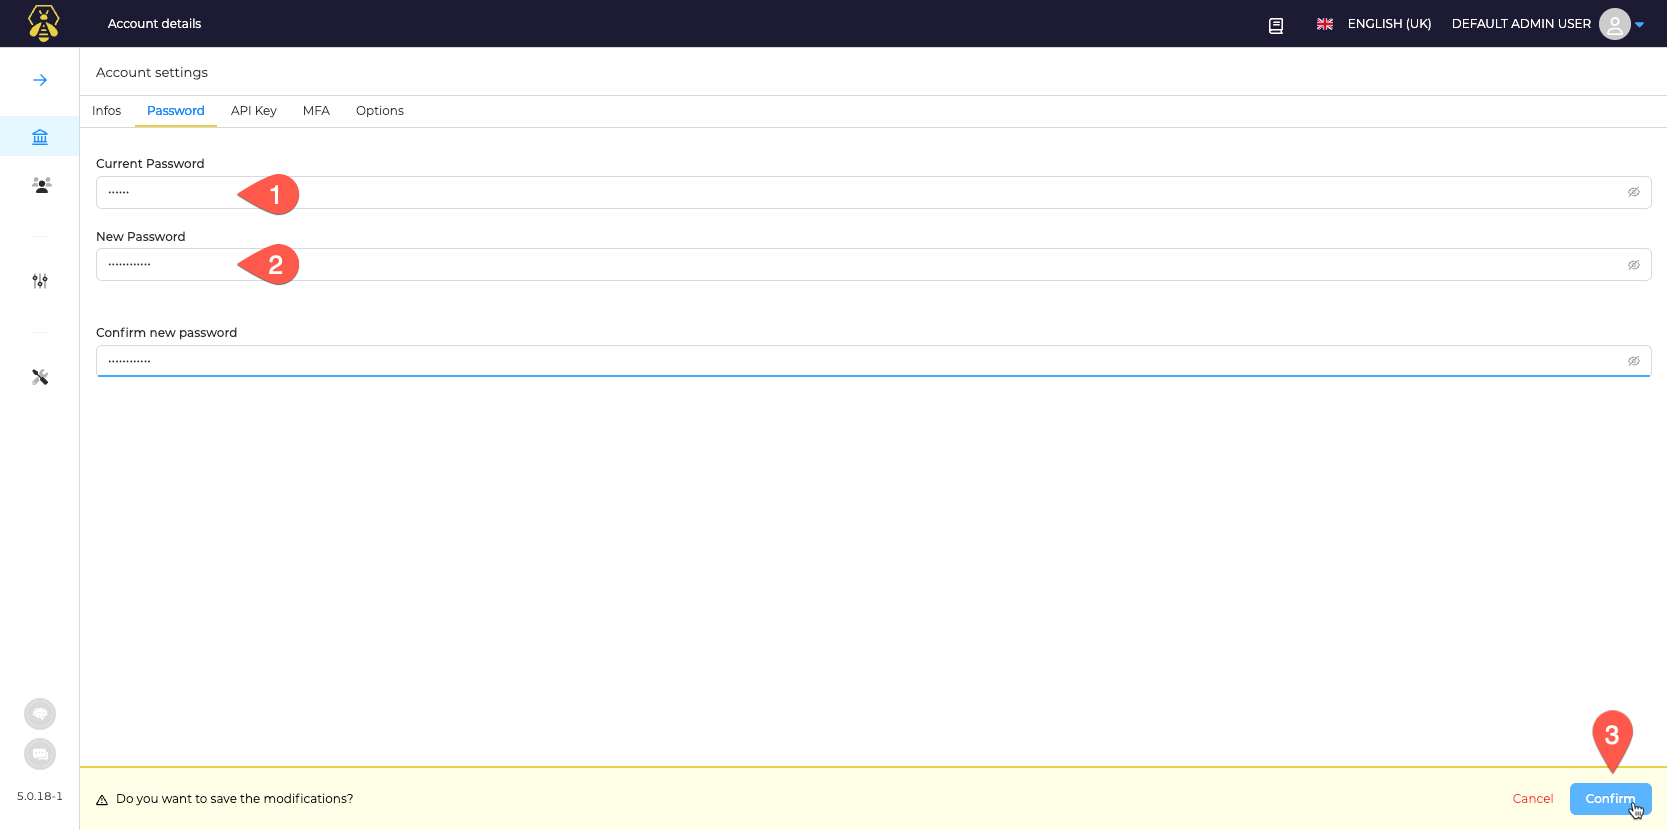 Account details
ENGLISH (UK)
DEFAULT ADMIN USER
Account settings
Infos
Password
API Key
MFA
Options
Current Password
······
1
New Password
············
2
Confirm new password
············
3
5.0.18-1
Do you want to save the modifications?
Cancel
Confirm